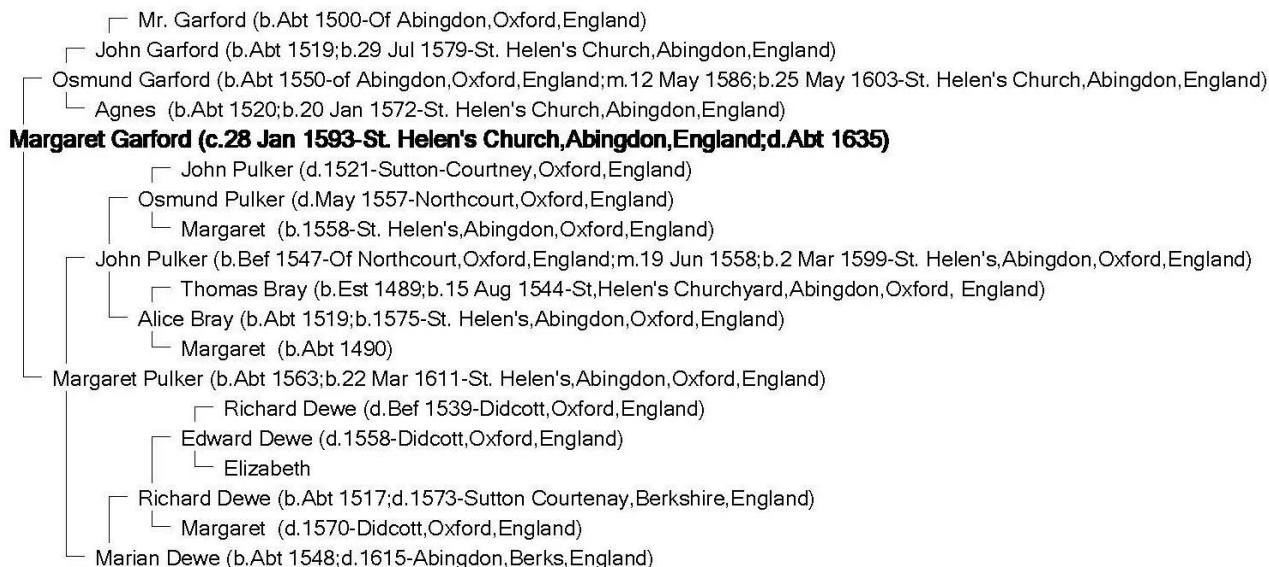 Mr. Garford (b.Abt 1500-Of Abingdon,Oxford,England)
John Garford (b.Abt 1519;b.29 Jul 1579-St. Helen's Church,Abingdon,England)
Osmund Garford (b.Abt 1550-of Abingdon,Oxford,England;m.12 May 1586;b.25 May 1603-St. Helen's Church,Abingdon,England)
Agnes (b.Abt 1520;b.20 Jan 1572-St. Helen's Church,Abingdon,England)
Margaret Garford (c.28 Jan 1593-St. Helen's Church,Abingdon,England;d.Abt 1635)
John Pulker (d.1521-Sutton-Courtney,Oxford,England)
Osmund Pulker (d.May 1557-Northcourt,Oxford,England)
Margaret (b.1558-St. Helen's,Abingdon,Oxford,England)
John Pulker (b.Bef 1547-Of Northcourt,Oxford,England;m.19 Jun 1558;b.2 Mar 1599-St. Helen's,Abingdon,Oxford,England)
Thomas Bray (b.Est 1489;b.15 Aug 1544-St,Helen's Churchyard,Abingdon,Oxford, England)
Alice Bray (b.Abt 1519;b.1575-St. Helen's,Abingdon,Oxford,England)
Margaret (b.Abt 1490)
Margaret Pulker (b.Abt 1563;b.22 Mar 1611-St. Helen's,Abingdon,Oxford,England)
Richard Dewe (d.Bef 1539-Didcott,Oxford,England)
Edward Dewe (d.1558-Didcott,Oxford,England)
Elizabeth
Richard Dewe (b.Abt 1517;d.1573-Sutton Courtenay,Berkshire,England)
Margaret (d.1570-Didcott,Oxford,England)
Marian Dewe (b.Abt 1548;d.1615-Abingdon,Berks,England)